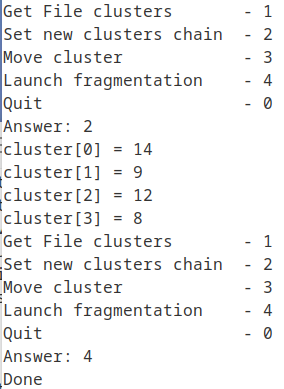 Get File clusters       - 1
Set new clusters chain  - 2
Move cluster            - 3
Launch fragmentation    - 4
Quit                    - 0
Answer: 2
cluster[0] = 14
cluster[1] = 9
cluster[2] = 12
cluster[3] = 8
Get File clusters       - 1
Set new clusters chain  - 2
Move cluster            - 3
Launch fragmentation    - 4
Quit                    - 0
Answer: 4
Done